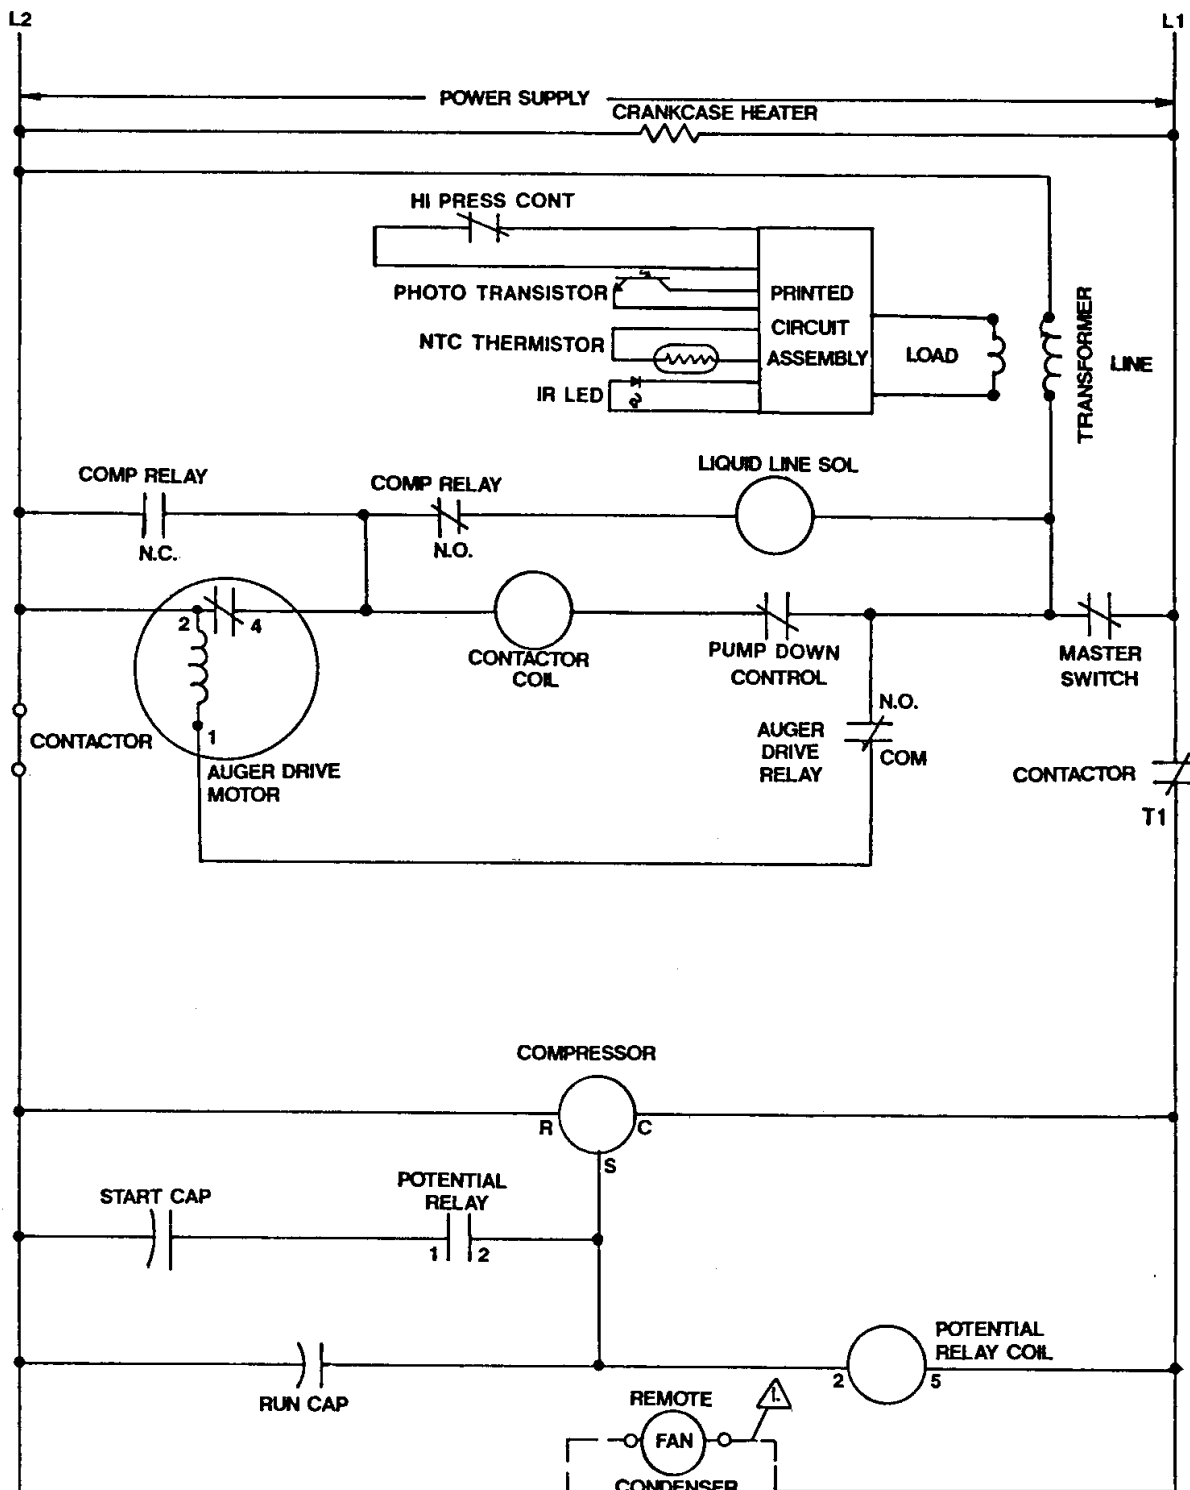 L2
L1
POWER SUPPLY
CRANKCASE HEATER
HI PRESS CONT
PHOTO TRANSISTOR
NTC THERMISTOR
IR LED
PRINTED
CIRCUIT
ASSEMBLY
LOAD
TRANSFORMER
LINE
COMP RELAY
N.C.
COMP RELAY
N.O.
LIQUID LINE SOL
2
4
1
AUGER DRIVE
MOTOR
CONTACTOR
COIL
PUMP DOWN
CONTROL
MASTER
SWITCH
CONTACTOR
N.O.
AUGER
DRIVE
RELAY
COM
CONTACTOR
T1
COMPRESSOR
R
C
S
START CAP
POTENTIAL
RELAY
1
2
RUN CAP
POTENTIAL
RELAY COIL
2
5
REMOTE
1.
FAN
CONDENSER